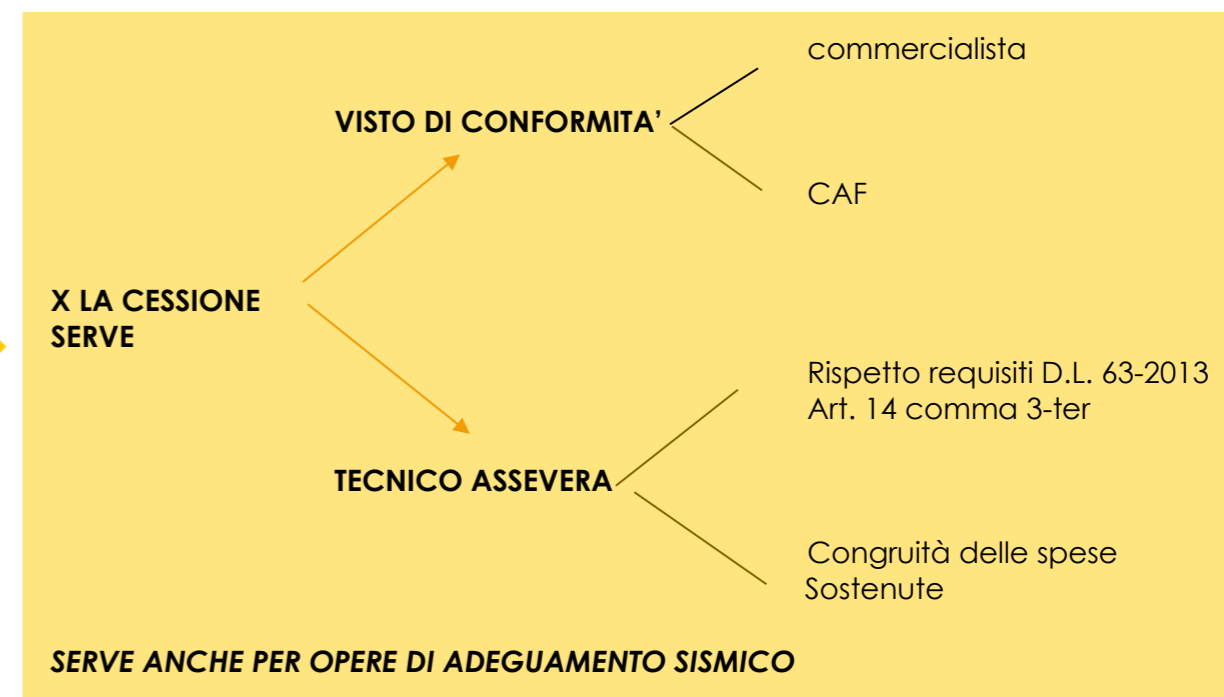 commercialista
VISTO DI CONFORMITA’
CAF
X LA CESSIONE
SERVE
Rispetto requisiti D.L. 63-2013
Art. 14 comma 3-ter
TECNICO ASSEVERA
Congruità delle spese
Sostenute
SERVE ANCHE PER OPERE DI ADEGUAMENTO SISMICO